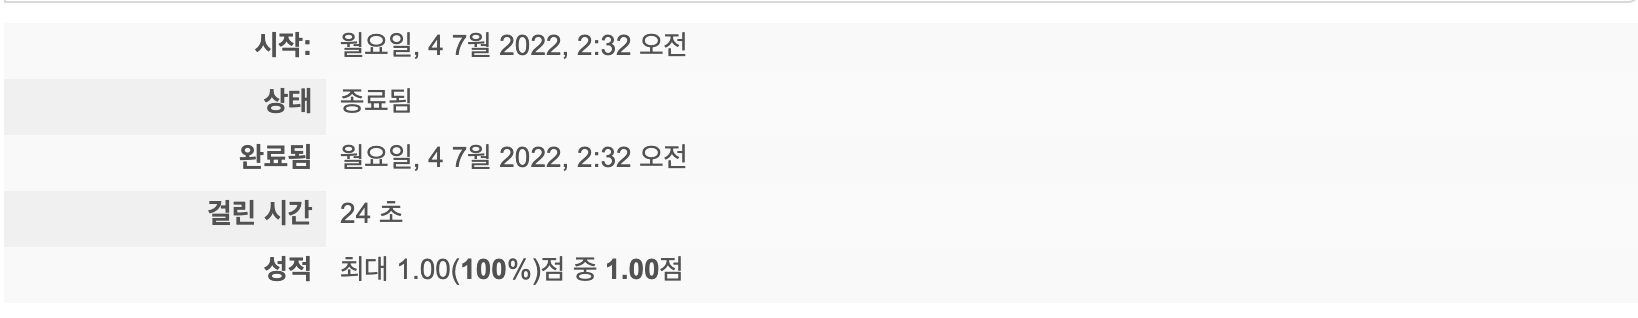 시작: 월요일, 4 7월 2022, 2:32 오전
상태 종료됨
완료됨 월요일, 4 7월 2022, 2:32 오전
걸린 시간 24 초
성적 최대 1.00(100%)점 중 1.00점